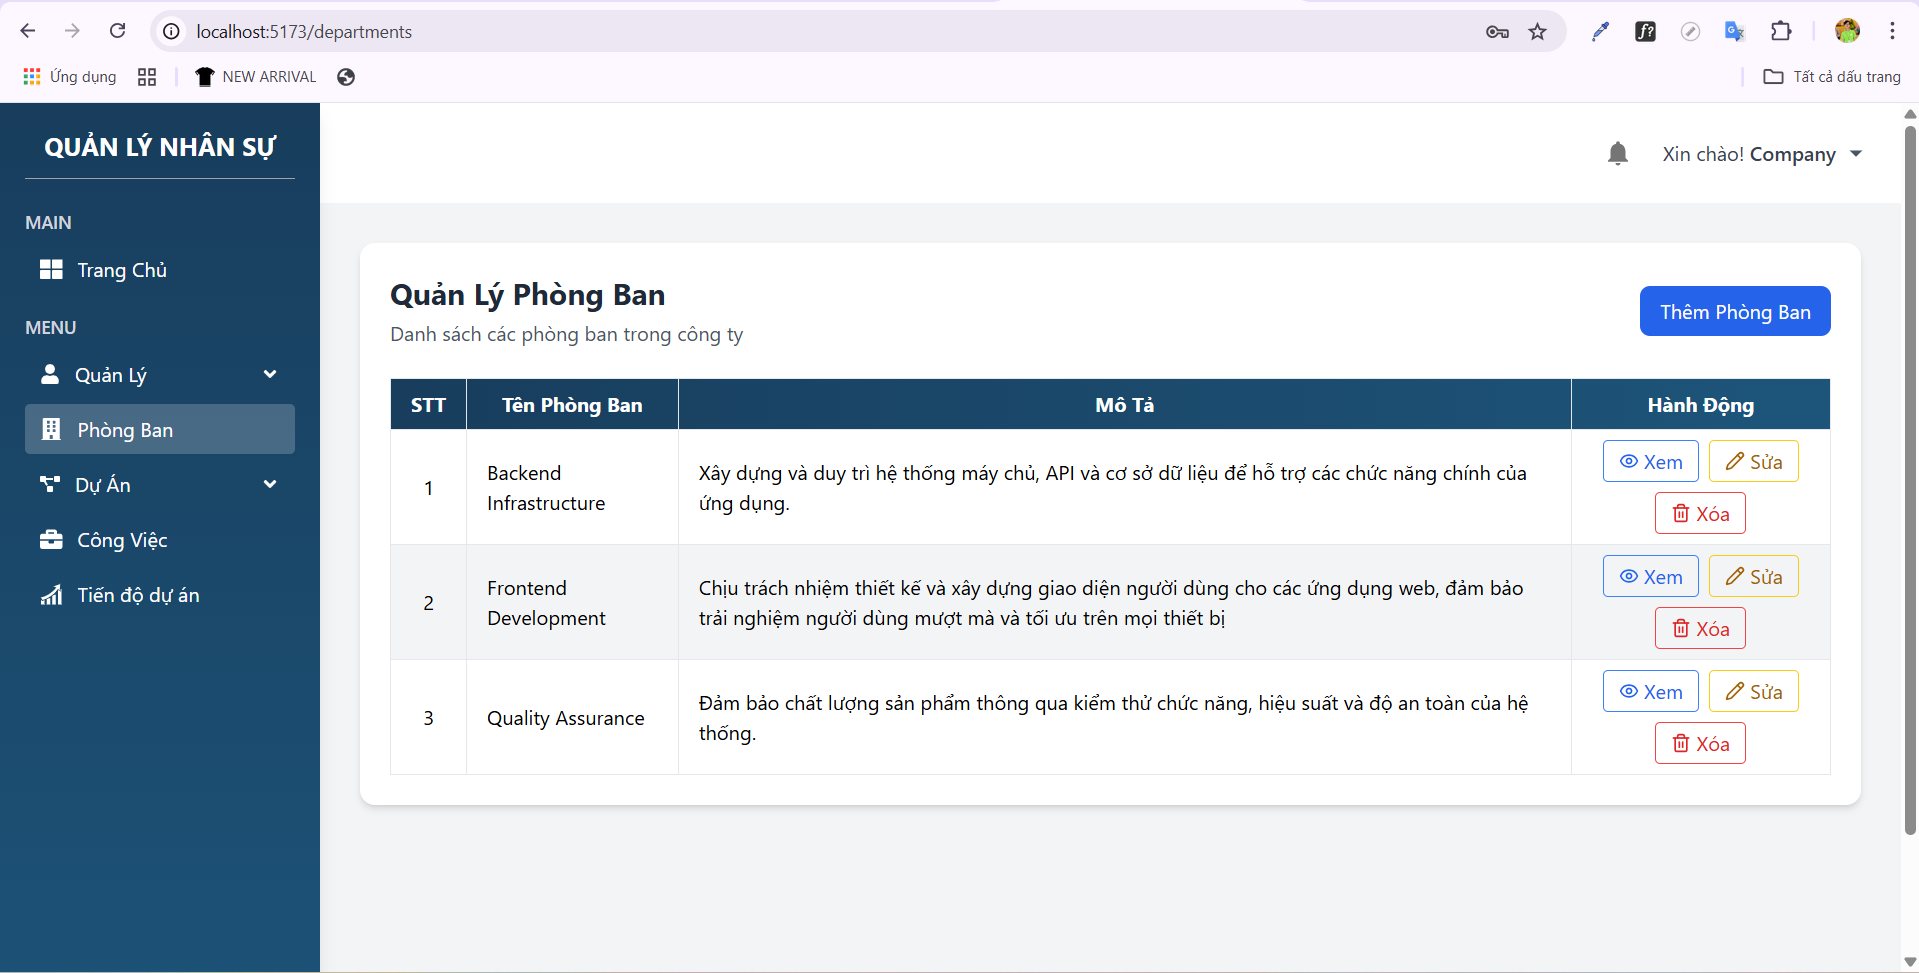 localhost:5173/departments
Ứng dụng
NEW ARRIVAL
Tất cả dấu trang
QUẢN LÝ NHÂN SỰ
Xin chào! Company
MAIN
Trang Chủ
MENU
Quản Lý
Phòng Ban
Dự Án
Công Việc
Tiến độ dự án
Quản Lý Phòng Ban
Danh sách các phòng ban trong công ty
Thêm Phòng Ban
STT Tên Phòng Ban Mô Tả Hành Động
1
Backend
Infrastructure
Xây dựng và duy trì hệ thống máy chủ, API và cơ sở dữ liệu để hỗ trợ các chức năng chính của
ứng dụng.
Xem Sửa
Xóa
2
Frontend
Development
Chịu trách nhiệm thiết kế và xây dựng giao diện người dùng cho các ứng dụng web, đảm bảo
trải nghiệm người dùng mượt mà và tối ưu trên mọi thiết bị
Xem Sửa
Xóa
3
Quality Assurance
Đảm bảo chất lượng sản phẩm thông qua kiểm thử chức năng, hiệu suất và độ an toàn của hệ
thống.
Xem Sửa
Xóa